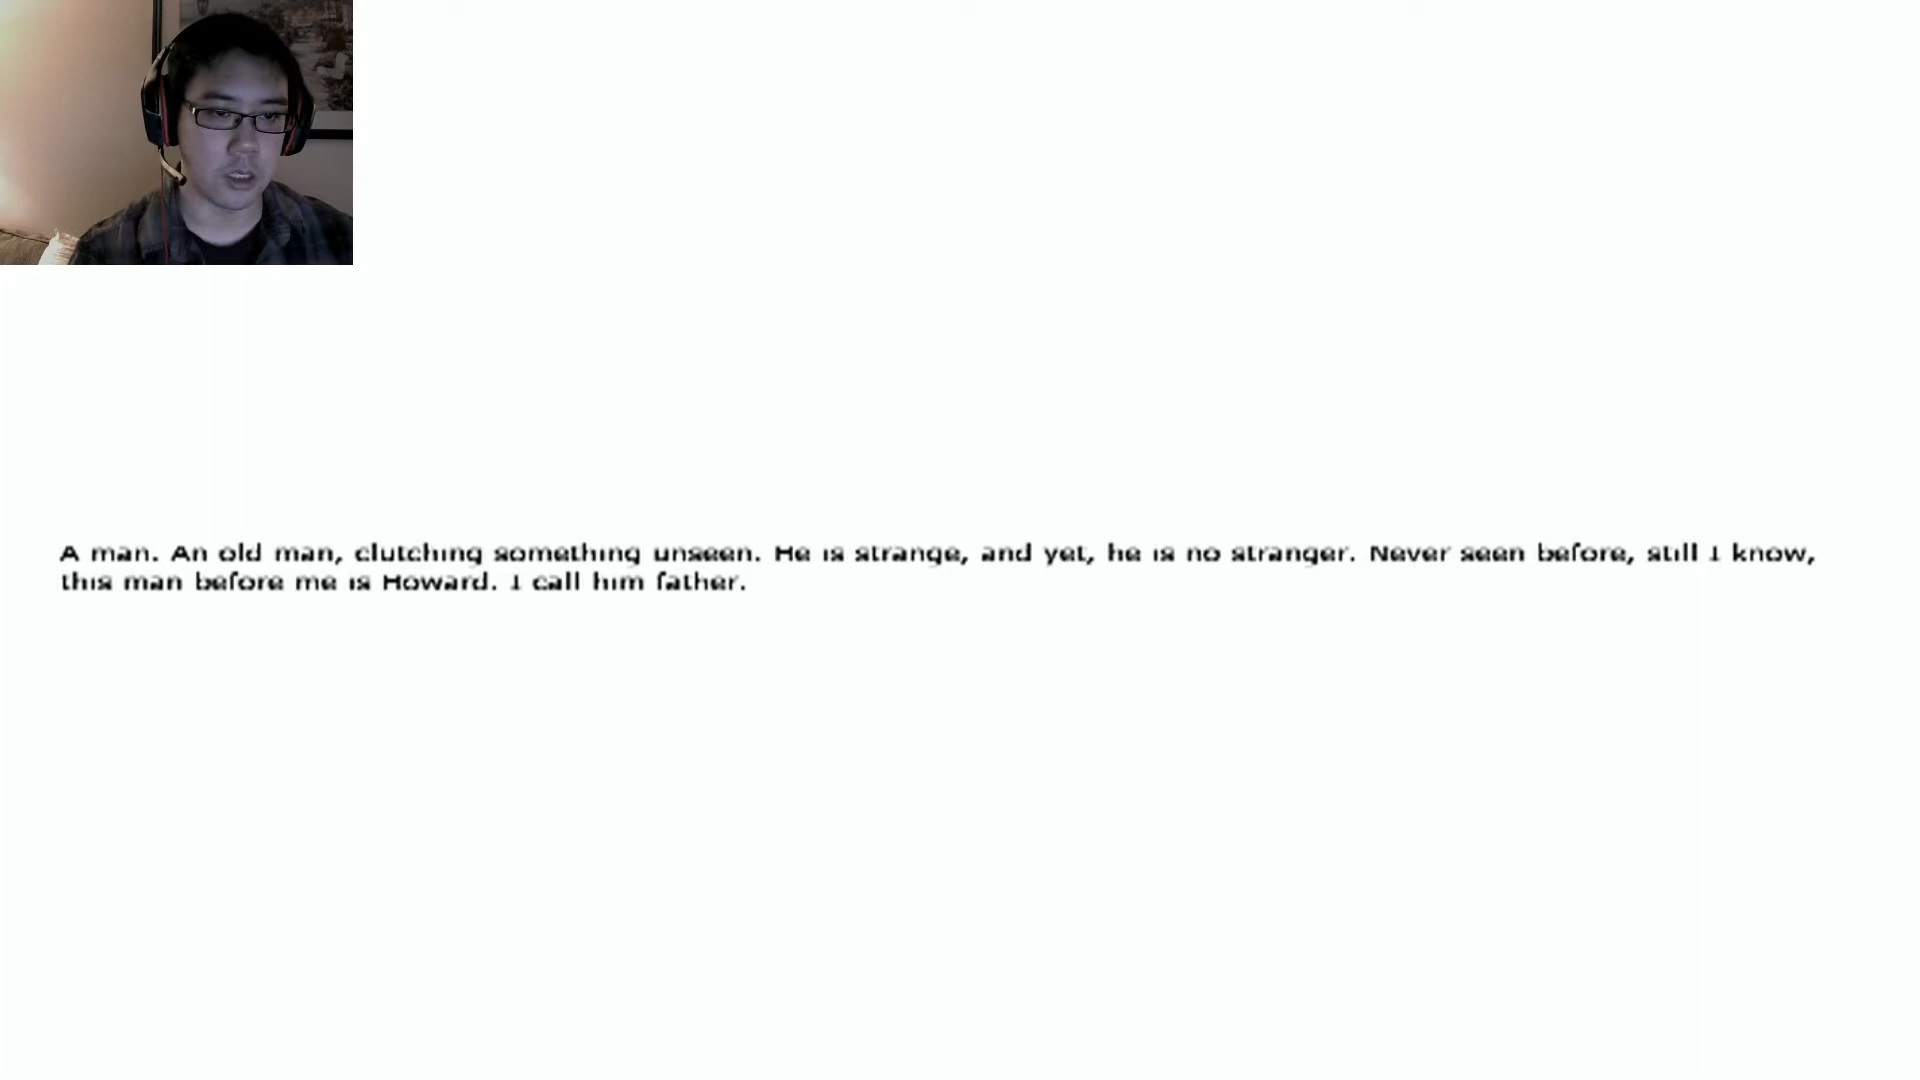 A man. An old man, clutching something unseen. He is strange, and yet, he is no stranger. Never seen before, still I know,
this man before me is Howard. I call him father.